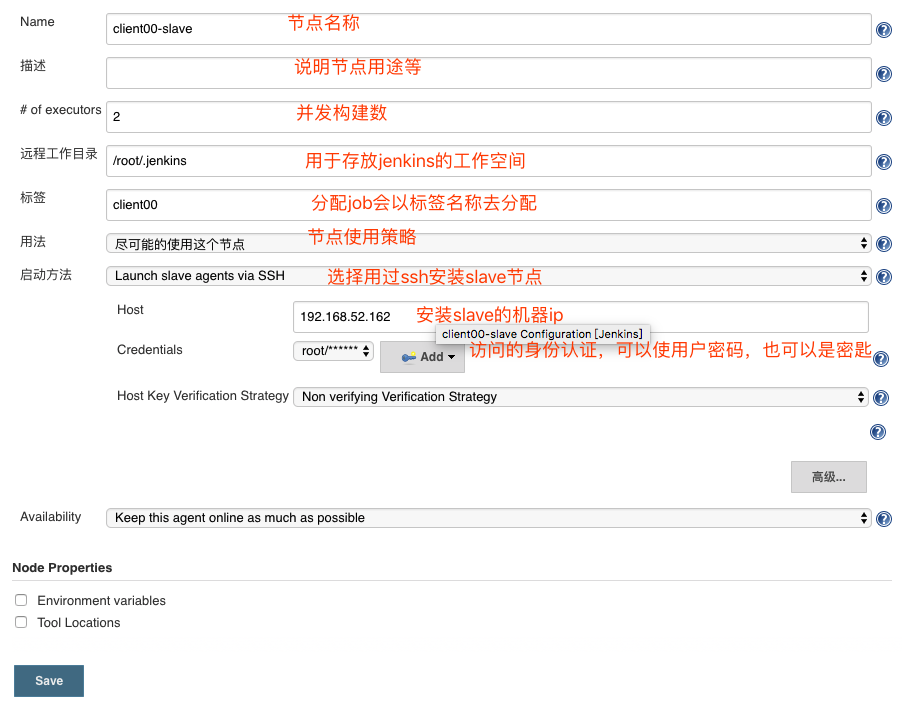 Name
client00-slave
节点名称
描述
说明节点用途等
# of executors
2
并发构建数
远程工作目录
/root/.jenkins
用于存放jenkins的工作空间
标签
client00
分配job会以标签名称去分配
用法
尽可能的使用这个节点
节点使用策略
启动方法
Launch slave agents via SSH
选择用过ssh安装slave节点
Host
192.168.52.162
安装slave的机器ip
client00-slave Configuration [Jenkins]
Credentials
root/******
Add
访问的身份认证，可以使用户密码，也可以是密匙
Host Key Verification Strategy
Non verifying Verification Strategy
高级...
Availability
Keep this agent online as much as possible
Node Properties
Environment variables
Tool Locations
Save